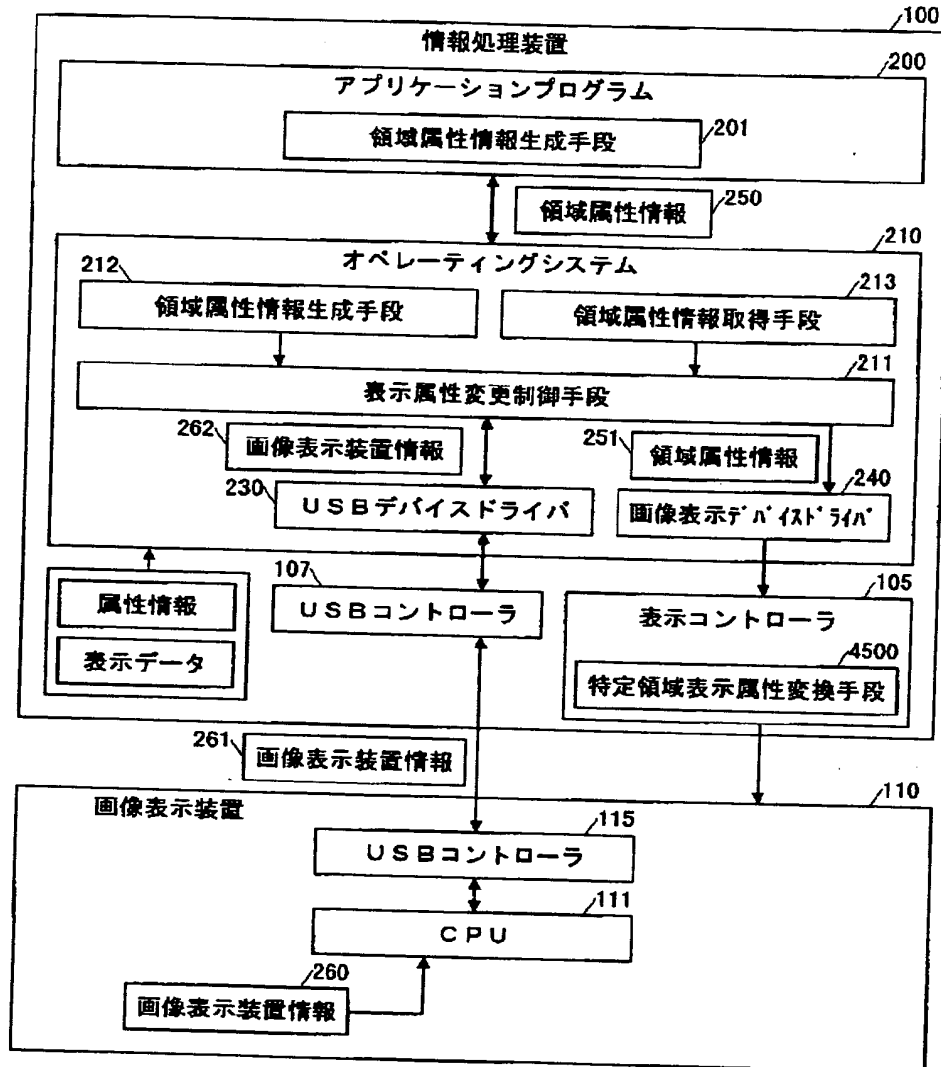 100
情報処理装置
200
アプリケーションプログラム
領域属性情報生成手段
201
領域属性情報
250
210
オペレーティングシステム
212
領域属性情報生成手段
213
領域属性情報取得手段
211
表示属性変更制御手段
262
画像表示装置情報
251
領域属性情報
230
USBデバイスドライバ
240
画像表示ﾃﾞﾊﾞｲｽﾄﾞﾗｲﾊﾞ
属性情報
表示データ
107
USBコントローラ
105
表示コントローラ
4500
特定領域表示属性変換手段
261
画像表示装置情報
110
画像表示装置
115
USBコントローラ
111
CPU
260
画像表示装置情報